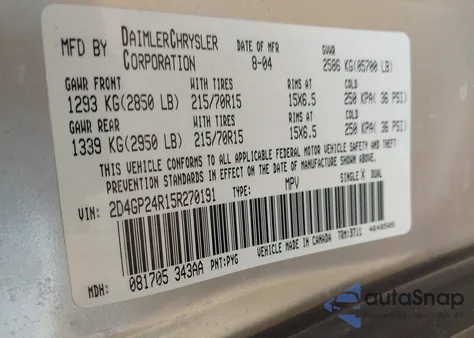 MFD BY DAIMLERCHRYSLER CORPORATION DATE OF MFR 8-04 GVWR 2586 KG(05700 LB)
GAWR FRONT WITH TIRES RIMS AT COLD
1293 KG(2850 LB) 215/70R15 15X6.5 250 KPA( 36 PSI)
GAWR REAR WITH TIRES RIMS AT COLD
1339 KG(2950 LB) 215/70R15 15X6.5 250 KPA( 36 PSI)
THIS VEHICLE CONFORMS TO ALL APPLICABLE FEDERAL MOTOR VEHICLE SAFETY AND THEFT
PREVENTION STANDARDS IN EFFECT ON THE DATE OF MANUFACTURE SHOWN ABOVE.
VIN: 2D4GP24R15R270191 TYPE: MPV SINGLE X DUAL
MDH: 081705 343AA PNT:PYG VEHICLE MADE IN CANADA
autaSnap